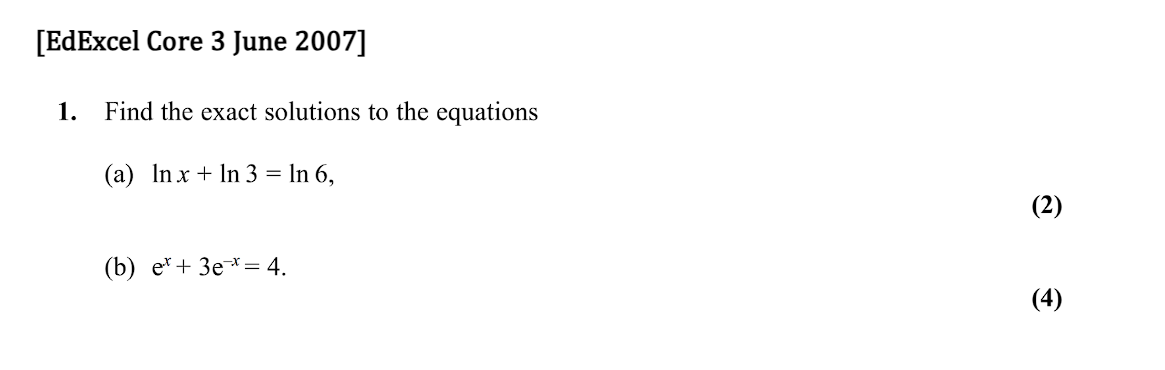 [EdExcel Core 3 June 2007]
1. Find the exact solutions to the equations
(a) ln x + ln 3 = ln 6,
(2)
(b) eˣ + 3e⁻ˣ = 4.
(4)